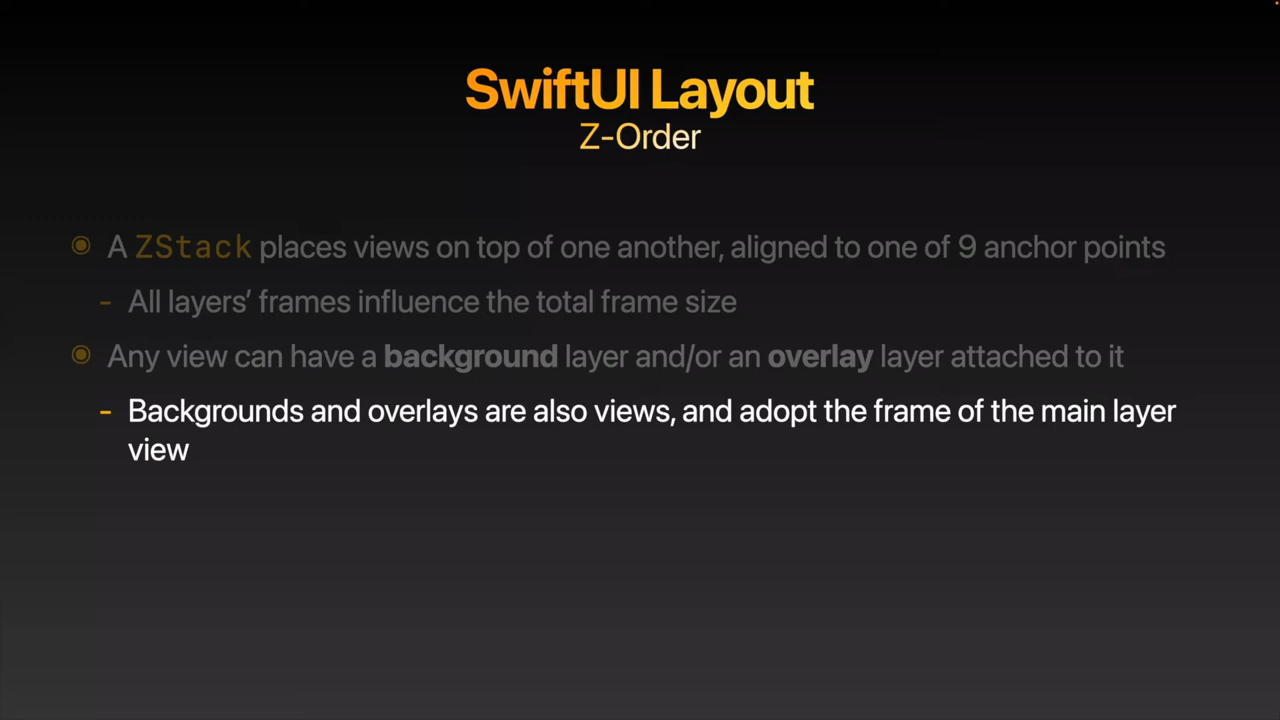 SwiftUI Layout
Z-Order
◉ A ZStack places views on top of one another, aligned to one of 9 anchor points
- All layers’ frames influence the total frame size
◉ Any view can have a background layer and/or an overlay layer attached to it
- Backgrounds and overlays are also views, and adopt the frame of the main layer
view